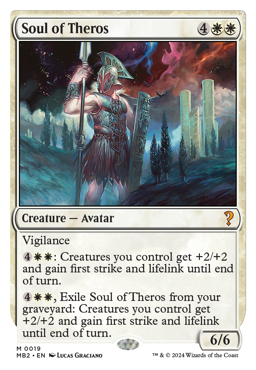 Soul of Theros 4
Creature — Avatar
Vigilance
4: Creatures you control get +2/+2
and gain first strike and lifelink until end
of turn.
4, Exile Soul of Theros from your
graveyard: Creatures you control get
+2/+2 and gain first strike and lifelink
until end of turn.
6/6
M 0019
MB2 • EN LUCAS GRACIANO
™ & © 2024 Wizards of the Coast